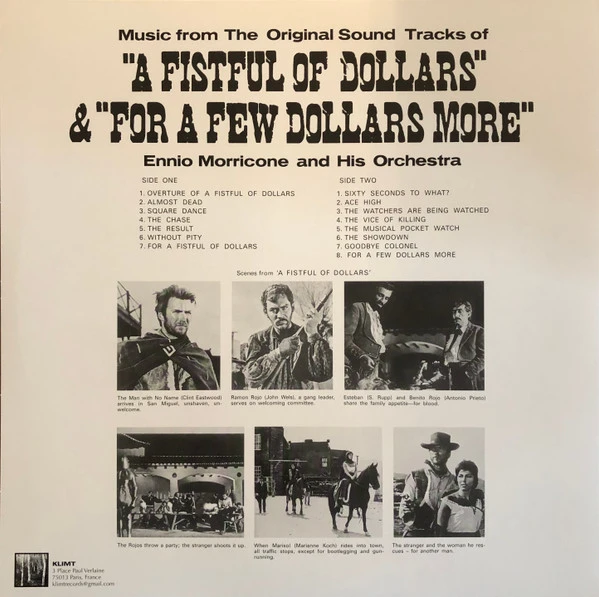 Music from The Original Sound Tracks of
"A FISTFUL OF DOLLARS"
& "FOR A FEW DOLLARS MORE"
Ennio Morricone and His Orchestra
SIDE ONE
1. OVERTURE OF A FISTFUL OF DOLLARS
2. ALMOST DEAD
3. SQUARE DANCE
4. THE CHASE
5. THE RESULT
6. WITHOUT PITY
7. FOR A FISTFUL OF DOLLARS
SIDE TWO
1. SIXTY SECONDS TO WHAT?
2. ACE HIGH
3. THE WATCHERS ARE BEING WATCHED
4. THE VICE OF KILLING
5. THE MUSICAL POCKET WATCH
6. THE SHOWDOWN
7. GOODBYE COLONEL
8. FOR A FEW DOLLARS MORE
Scenes from 'A FISTFUL OF DOLLARS'
The Man with No Name (Clint Eastwood)
arrives in San Miguel, unshaven, un-
welcome.
Ramon Rojo (John Wels), a gang leader,
serves on welcoming committee.
Esteban (S. Rupp) and Benito Rojo (Antonio Prieto)
share the family appetite—for blood.
The Rojos throw a party; the stranger shoots it up.
When Marisol (Marianne Koch) rides into town,
all traffic stops, except for bootlegging and gun-
running.
The stranger and the woman he res-
cues – for another man.
KLIMT
3 Place Paul Verlaine
75013 Paris, France
klimtrecords@gmail.com